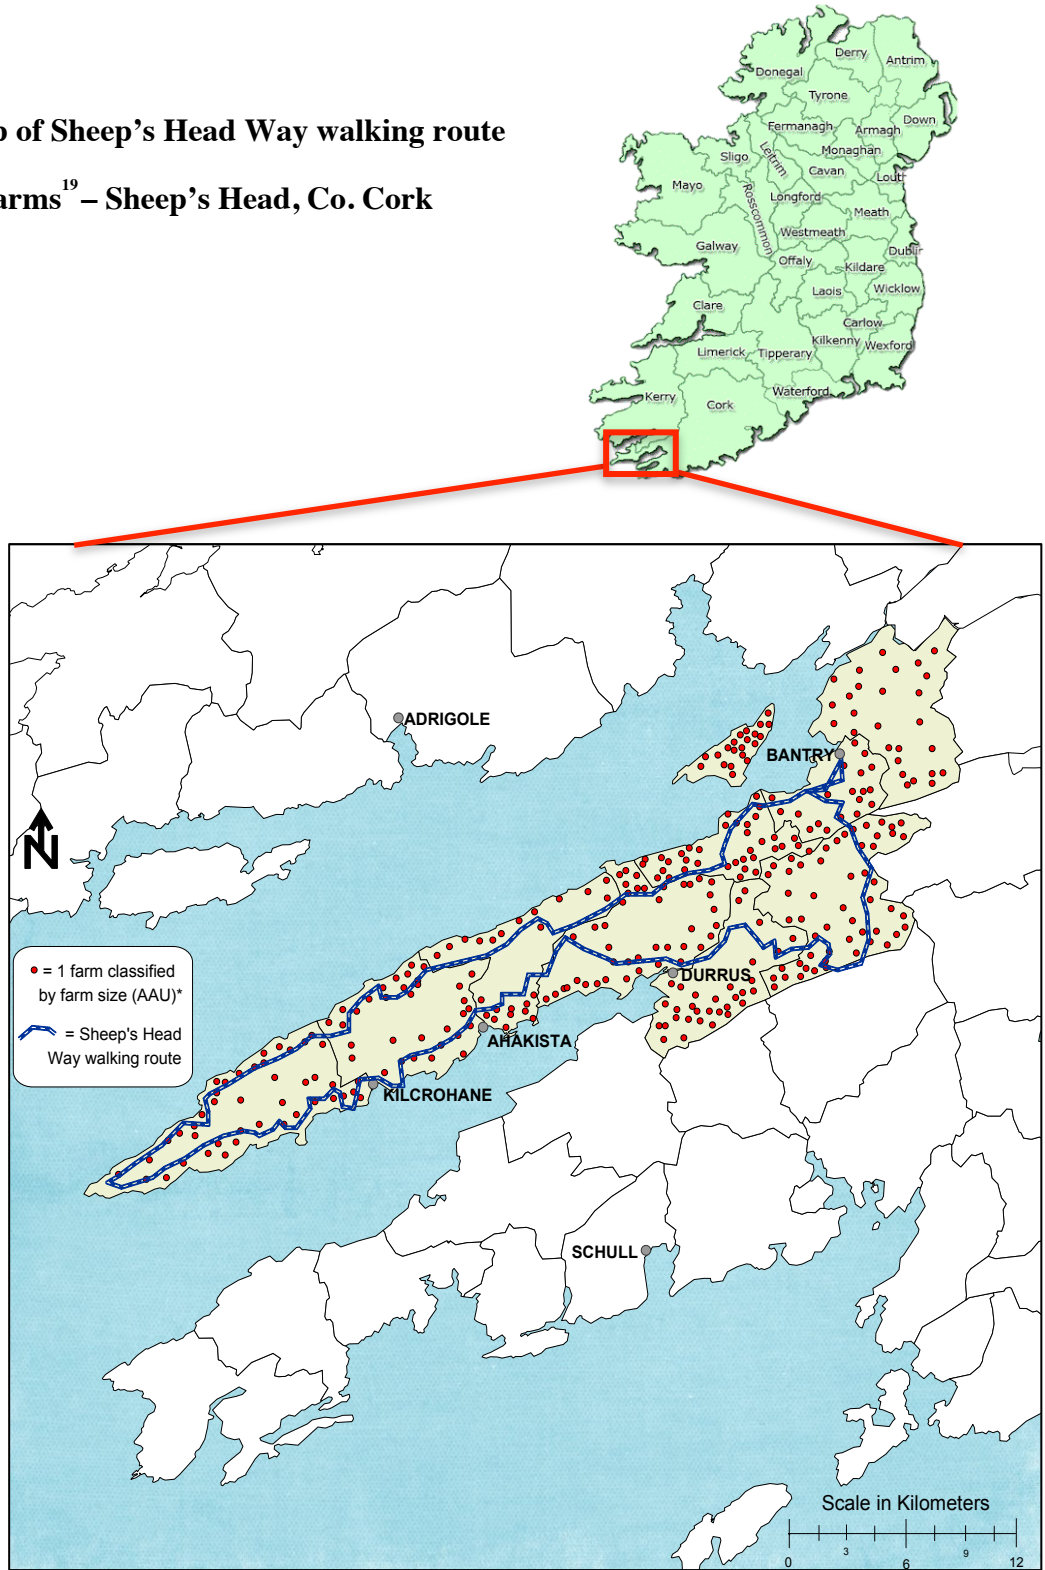 of Sheep's Head Way walking route
arms19 – Sheep's Head, Co. Cork
Derry
Antrim
Donegal
Tyrone
Down
Fermanagh
Armagh
Monaghan
Sligo
Leitrim
Cavan
Louth
Mayo
Rosscommon
Longford
Meath
Westmeath
Galway
Dublin
Offaly
Kildare
Laois
Wicklow
Clare
Carlow
Kilkenny
Wexford
Limerick
Tipperary
Waterford
Kerry
Cork
ADRIGOLE
BANTRY
N
DURRUS
= 1 farm classified
by farm size (AAU)*
= Sheep's Head
Way walking route
AHAKISTA
KILCROHANE
SCHULL
Scale in Kilometers
0 3 6 9 12